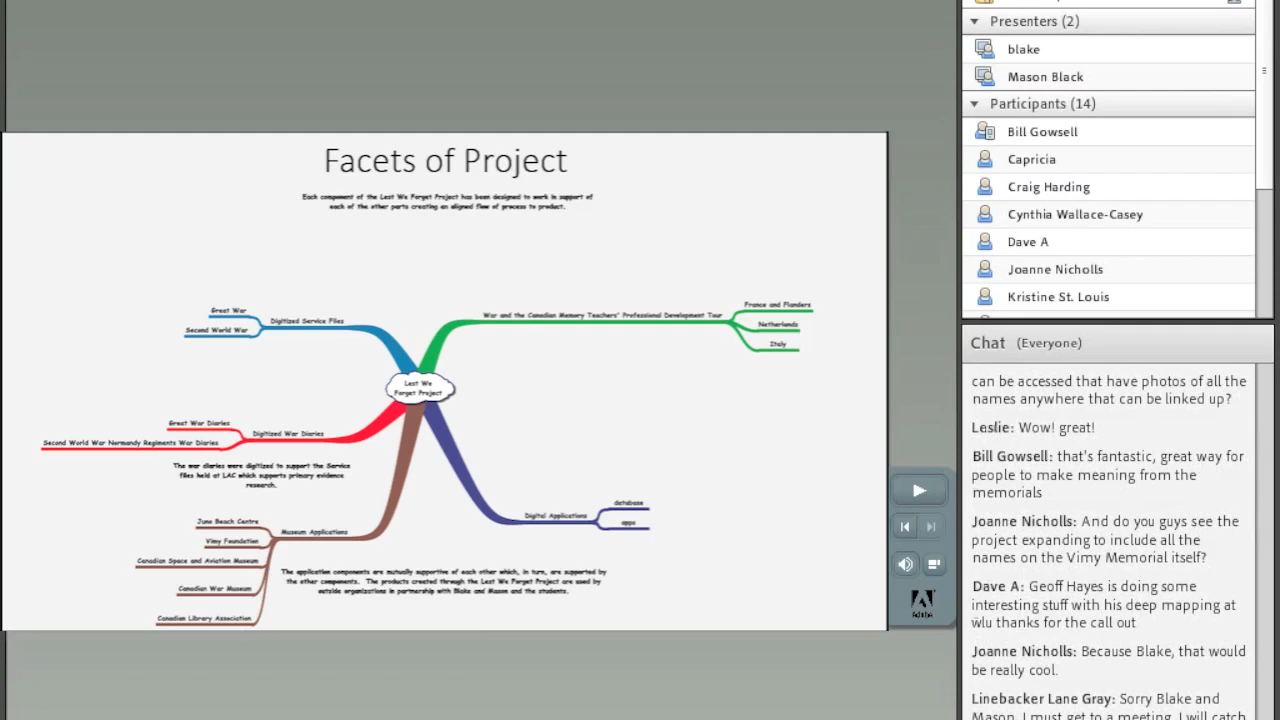 Facets of Project
Each component of the Lest We Forget Project has been designed to work in support of
each of the other parts creating an aligned flow of process to product.
Great War
Second World War
Digitized Service Files
War and the Canadian Memory Teachers' Professional Development Tour
France and Flanders
Netherlands
Italy
Lest We
Forget Project
Great War Diaries
Second World War Normandy Regiments War Diaries
Digitized War Diaries
The war diaries were digitized to support the Service
files held at LAC which supports primary evidence
research.
database
apps
Digital Applications
Juno Beach Centre
Vimy Foundation
Canadian Space and Aviation Museum
Canadian War Museum
Canadian Library Association
Museum Applications
The application components are mutually supportive of each other which, in turn, are supported by
the other components. The products created through the Lest We Forget Project are used by
outside organizations in partnership with Blake and Mason and the students.
Adobe
Presenters (2)
blake
Mason Black
Participants (14)
Bill Gowsell
Capricia
Craig Harding
Cynthia Wallace-Casey
Dave A
Joanne Nicholls
Kristine St. Louis
Chat (Everyone)
can be accessed that run photos of all the
names anywhere that can be linked up?
Leslie: Wow! great!
Bill Gowsell: that's fantastic, great way for
people to make meaning from the
memorials
Joanne Nicholls: And do you guys see the
project expanding to include all the
names on the Vimy memorial itself?
Dave A: Geoff Hayes is doing some
interesting stuff with his deep mapping at
wlu thanks for the call out
Joanne Nicholls: Because Blake, that would
be really cool.
Linebacker Lane Gray: Sorry Blake and
Mason, I must get to a meeting. I will catch